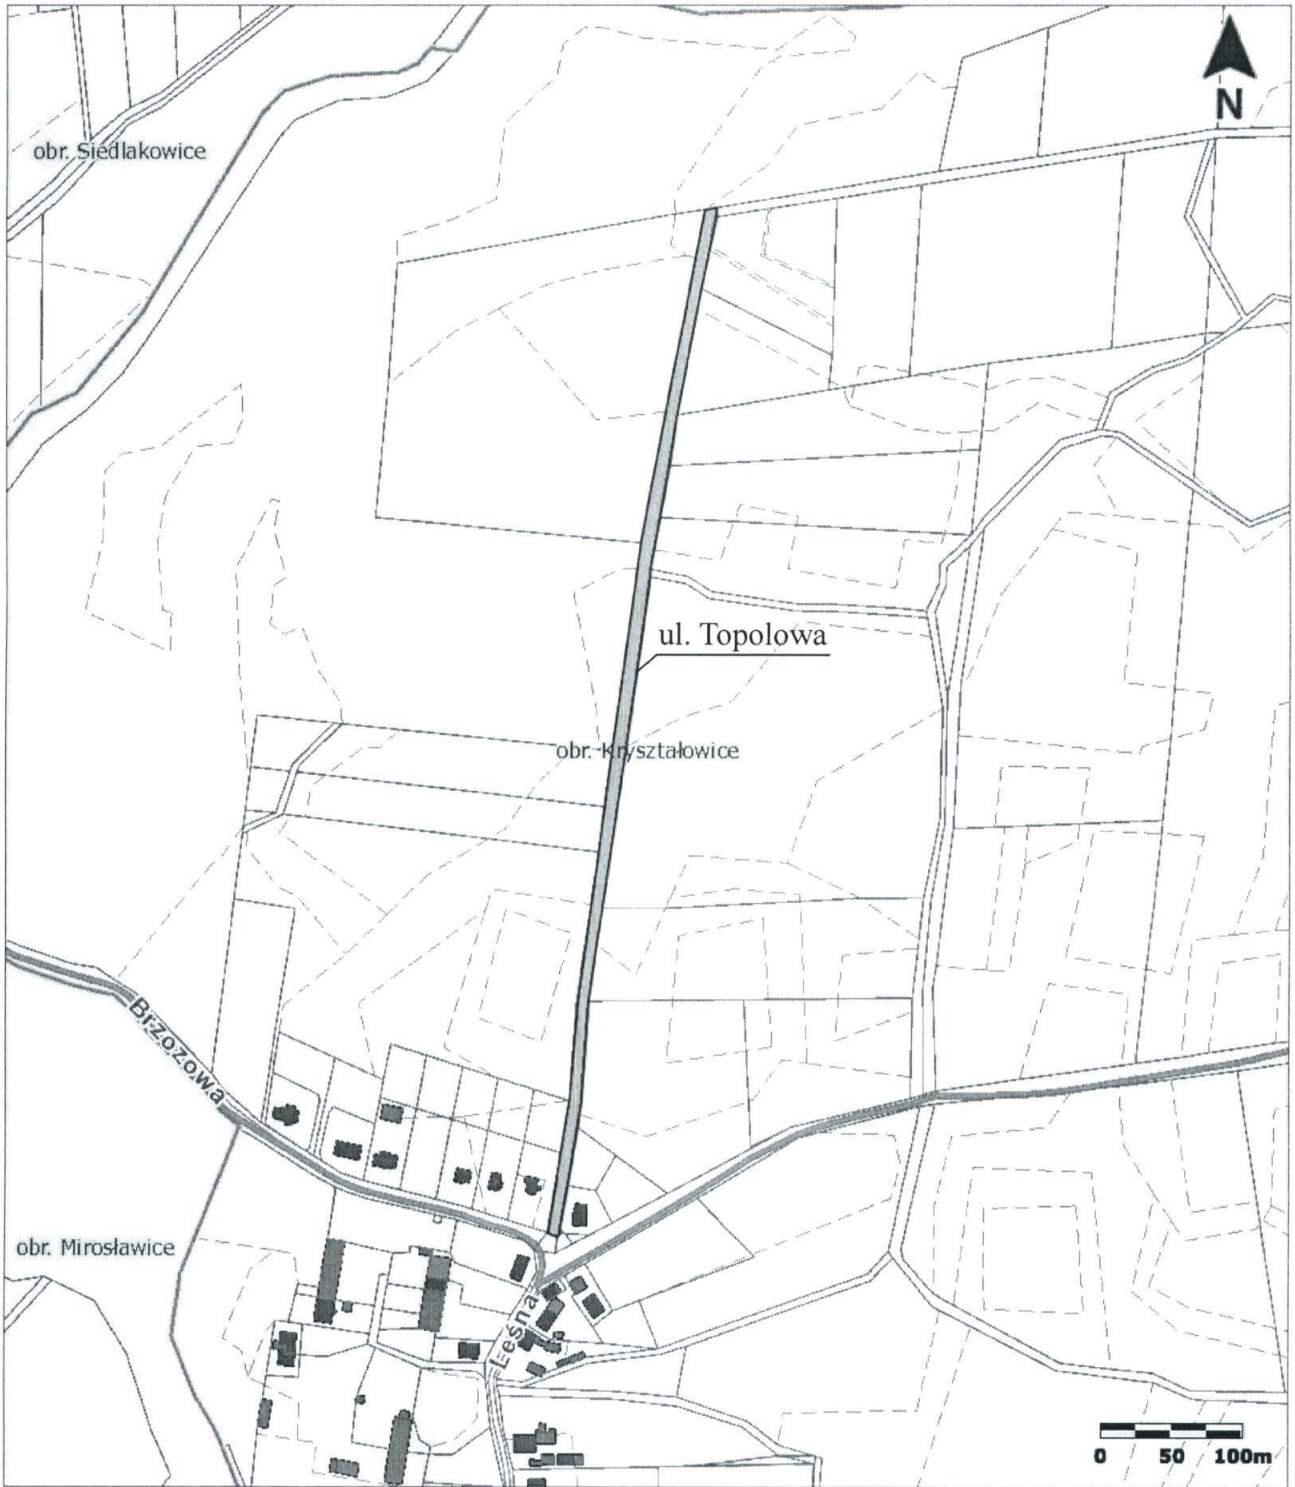 N
obr. Siedlakowice
ul. Topolowa
obr. Kryształowice
Brzozowa
obr. Mirosławice
Leśna
0 50 100m